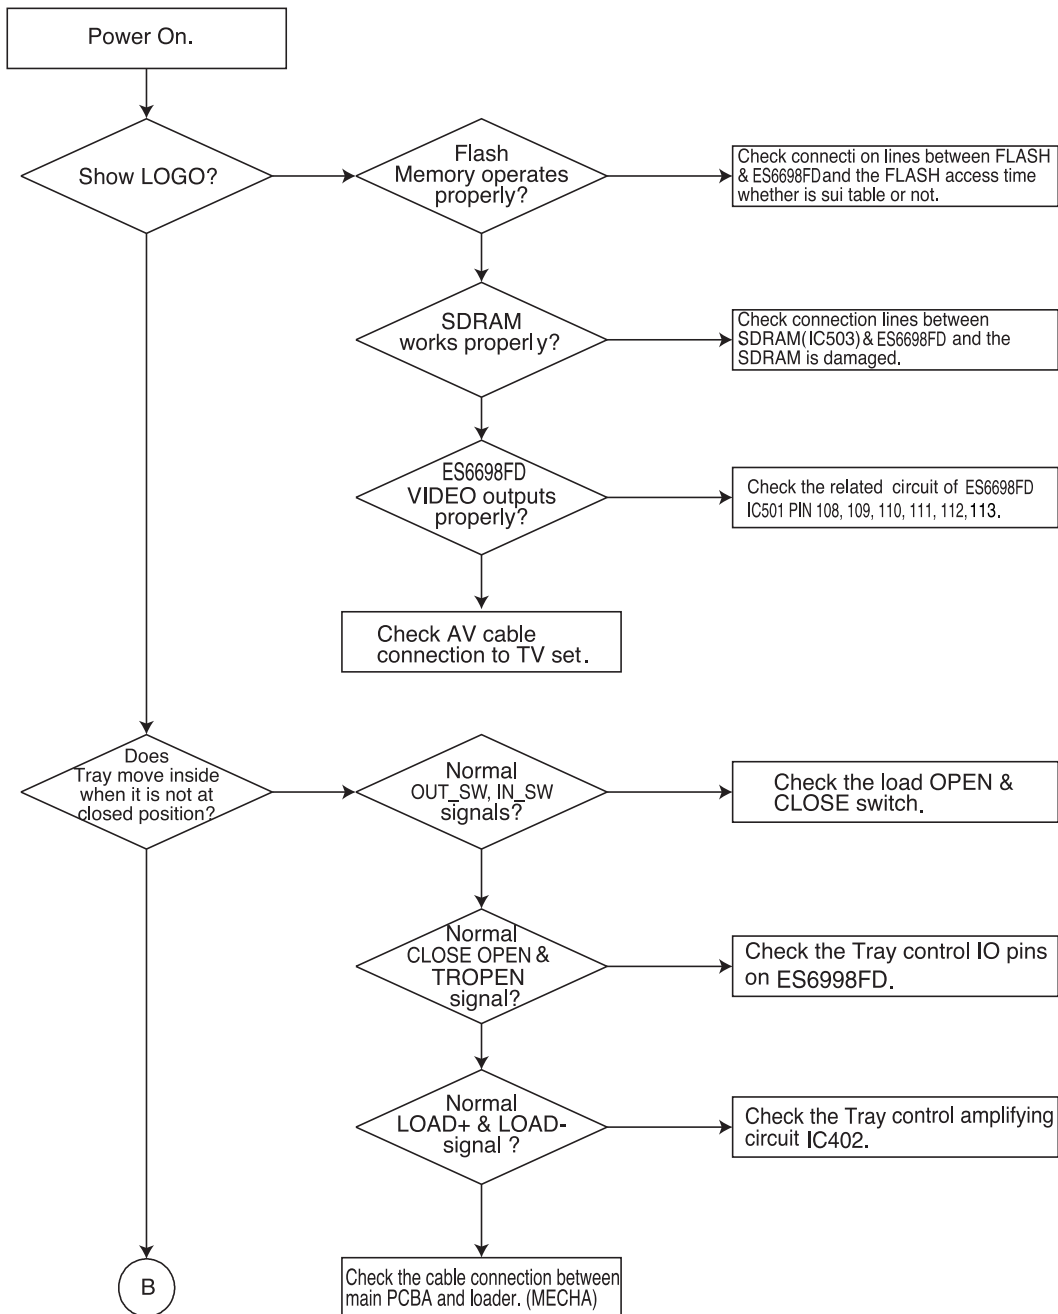 Power On.
Show LOGO?
Flash
Memory operates
properly?
Check connecti on lines between FLASH
& ES6698FD and the FLASH access time
whether is sui table or not.
SDRAM
works properly?
Check connection lines between
SDRAM(IC503) & ES6698FD and the
SDRAM is damaged.
ES6698FD
VIDEO outputs
properly?
Check the related circuit of ES6698FD
IC501 PIN 108, 109, 110, 111, 112, 113.
Check AV cable
connection to TV set.
Does
Tray move inside
when it is not at
closed position?
Normal
OUT_SW, IN_SW
signals?
Check the load OPEN &
CLOSE switch.
Normal
CLOSE OPEN &
TROPEN
signal?
Check the Tray control IO pins
on ES6998FD.
Normal
LOAD+ & LOAD-
signal ?
Check the Tray control amplifying
circuit IC402.
B
Check the cable connection between
main PCBA and loader. (MECHA)